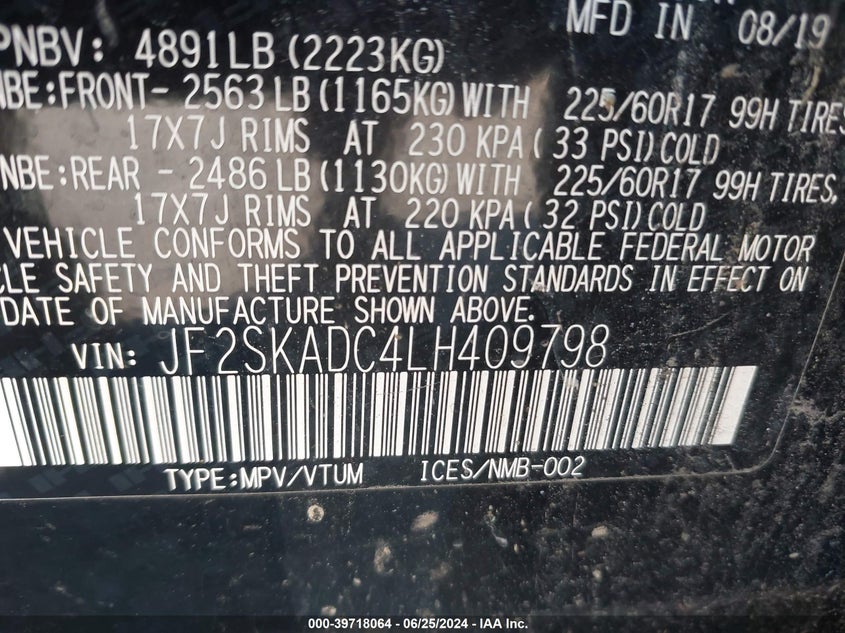 MFD IN 08/19
PNBV: 4891LB (2223KG)
NBE:FRONT- 2563 LB (1165KG) WITH 225/60R17 99H TIRES
17X7J RIMS AT 230 KPA ( 33 PSI) COLD
NBE:REAR - 2486 LB (1130KG) WITH 225/60R17 99H TIRES,
17X7J RIMS AT 220 KPA ( 32 PSI) COLD
VEHICLE CONFORMS TO ALL APPLICABLE FEDERAL MOTOR
CLE SAFETY AND THEFT PREVENTION STANDARDS IN EFFECT ON
DATE OF MANUFACTURE SHOWN ABOVE.
VIN: JF2SKADC4LH409798
TYPE:MPV/VTUM ICES/NMB-002
000-39718064 - 06/25/2024 - IAA Inc.